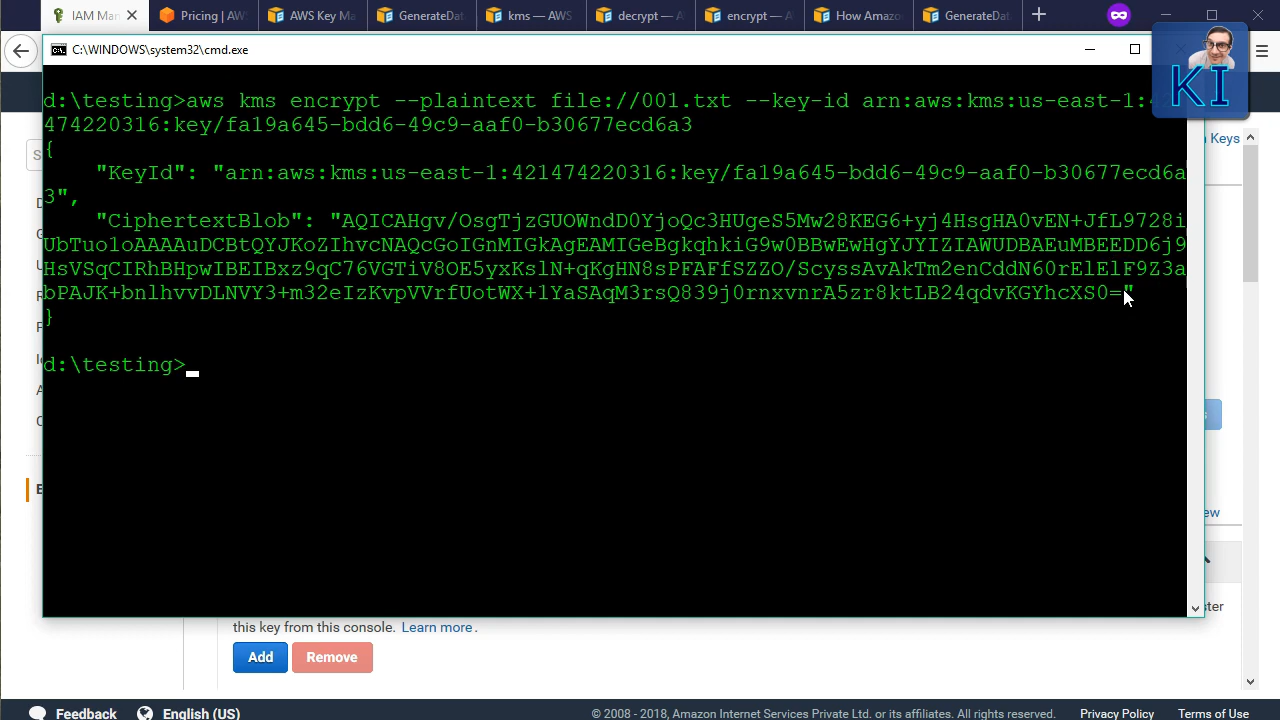 IAM Man
Pricing | AW
AWS Key Ma
GenerateDat
kms — AWS
decrypt — A
encrypt — A
How Amazo
GenerateDat
C:\WINDOWS\system32\cmd.exe
KI
d:\testing>aws kms encrypt --plaintext file://001.txt --key-id arn:aws:kms:us-east-1:4
474220316:key/fa19a645-bdd6-49c9-aaf0-b30677ecd6a3
{
"KeyId": "arn:aws:kms:us-east-1:421474220316:key/fa19a645-bdd6-49c9-aaf0-b30677ecd6a
3",
"CiphertextBlob": "AQICAHgv/OsgTjzGUOWndD0YjoQc3HUgeS5Mw28KEG6+yj4HsgHA0vEN+JfL9728i
UbTuo1oAAAAuDCBtQYJKoZIhvcNAQcGoIGnMIGkAgEAMIGeBgkqhkiG9w0BBwEwHgYJYIZIAWUDBAEuMBEEDD6j9
HsVSqCIRhBHpwIBEIBxz9qC76VGTiV8OE5yxKslN+qKgHN8sPFAFfSZZO/ScyssAvAkTm2enCddN60rElElF9Z3a
bPAJK+bnlhvvDLNVY3+m32eIzKvpVVrfUotWX+1YaSAqM3rsQ839j0rnxvnrA5zr8ktLB24qdvKGYhcXS0="
}
d:\testing>
Keys
ew
ster
this key from this console. Learn more.
Add
Remove
Feedback
English (US)
© 2008 - 2018, Amazon Internet Services Private Ltd. or its affiliates. All rights reserved.
Privacy Policy
Terms of Use